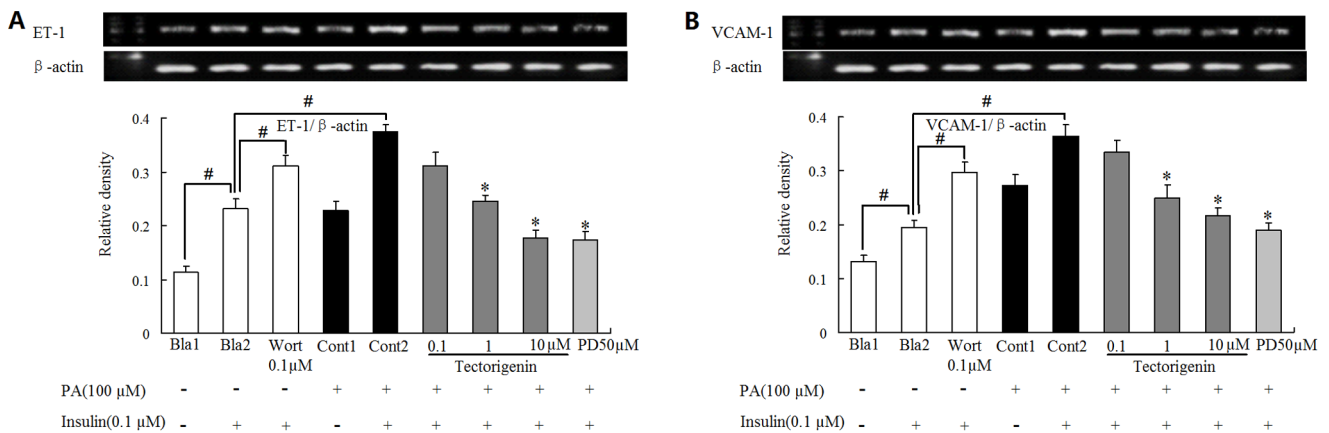 A
ET-1
β-actin
#
#
ET-1/β-actin
#
*
*
*
0.4
0.3
0.2
0.1
0
Relative density
Bla1 Bla2 Wort Cont1 Cont2 0.1 1 10 μM PD50μM
0.1μM Tectorigenin
PA(100 μM) - - - + + + + + +
Insulin(0.1 μM) - + + - + + + + +
B
VCAM-1
β-actin
#
VCAM-1/β-actin
#
#
*
*
*
0.4
0.3
0.2
0.1
0
Relative density
Bla1 Bla2 Wort Cont1 Cont2 0.1 1 10 μM PD50μM
0.1μM Tectorigenin
PA(100 μM) - - - + + + + + +
Insulin(0.1 μM) - + + - + + + + +